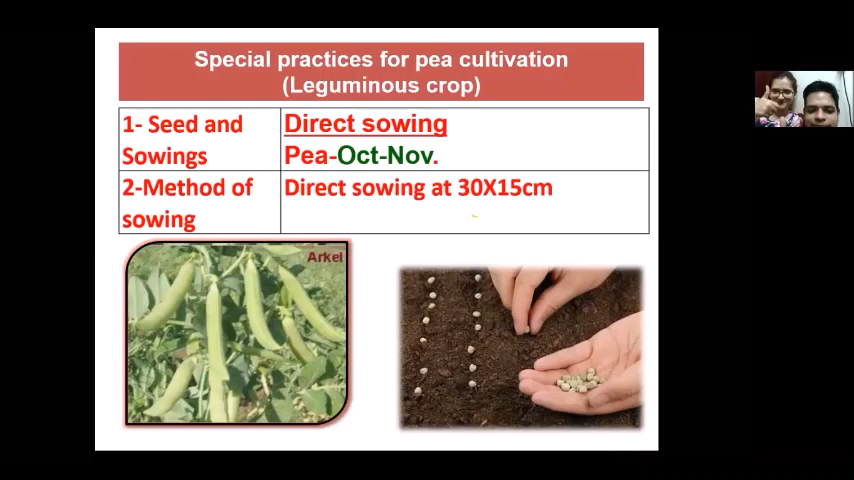 Special practices for pea cultivation
(Leguminous crop)
1- Seed and
Sowings
Direct sowing
Pea-Oct-Nov.
2-Method of
sowing
Direct sowing at 30X15cm
Arkel